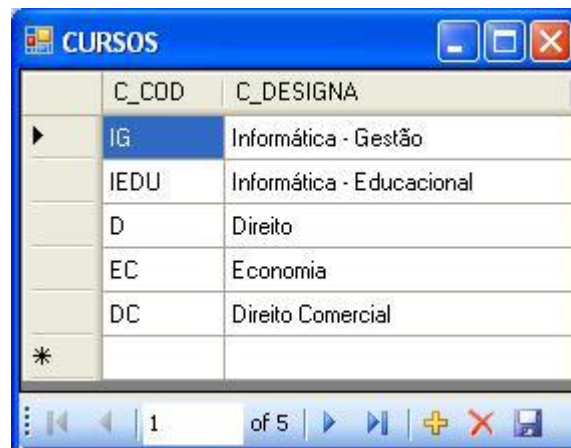 CURSOS
C_COD C_DESIGNA
IG Informática - Gestão
IEDU Informática - Educacional
D Direito
EC Economia
DC Direito Comercial
1 of 5